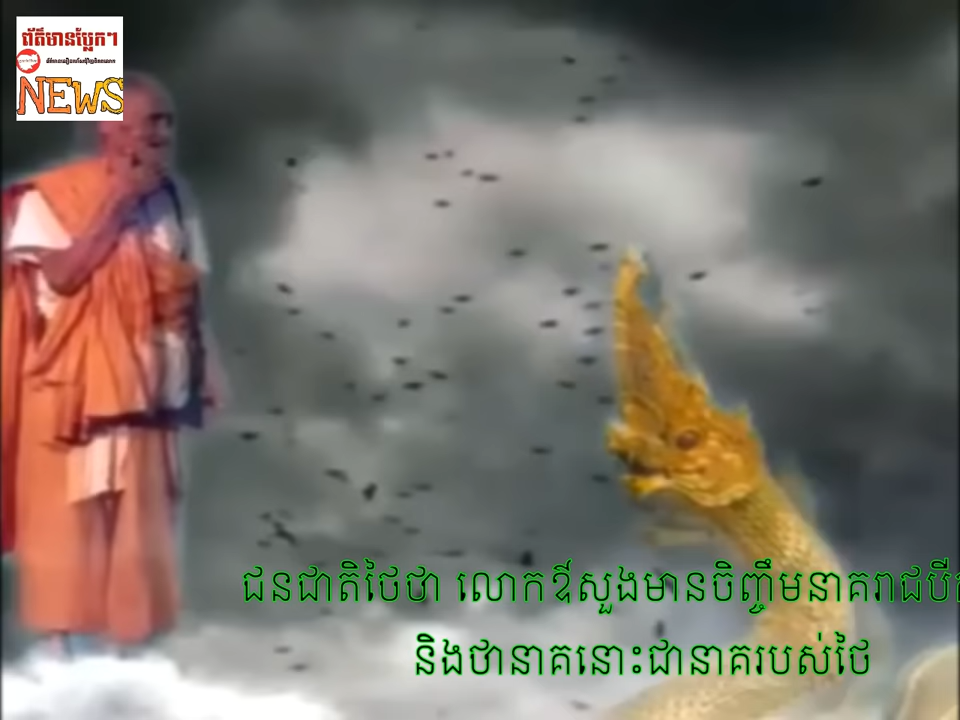 ព័ត៌មានប្លែកៗ
NEWS
ជនជាតិថៃថា លោកឪសួងមានចិញ្ចឹមនាគរាជបី
និងថានាគនោះជានាគរបស់ថៃ